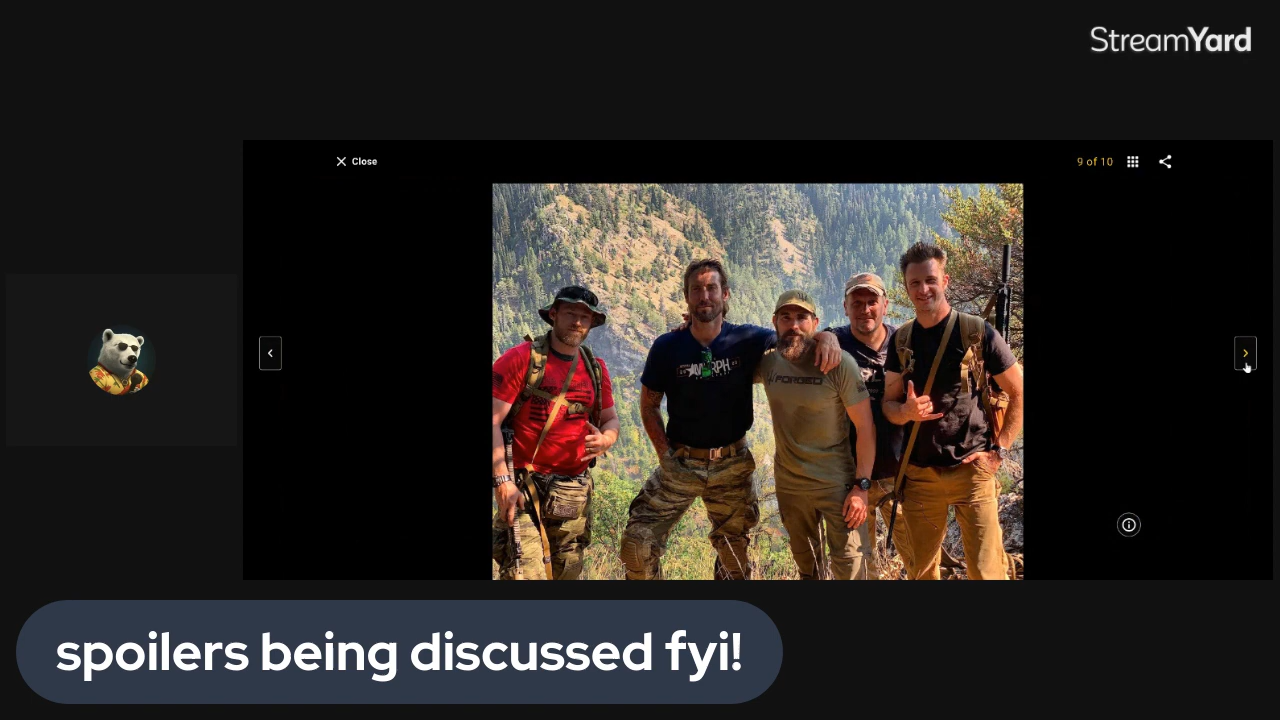 StreamYard
Close
9 of 10
FORGED
spoilers being discussed fyi!